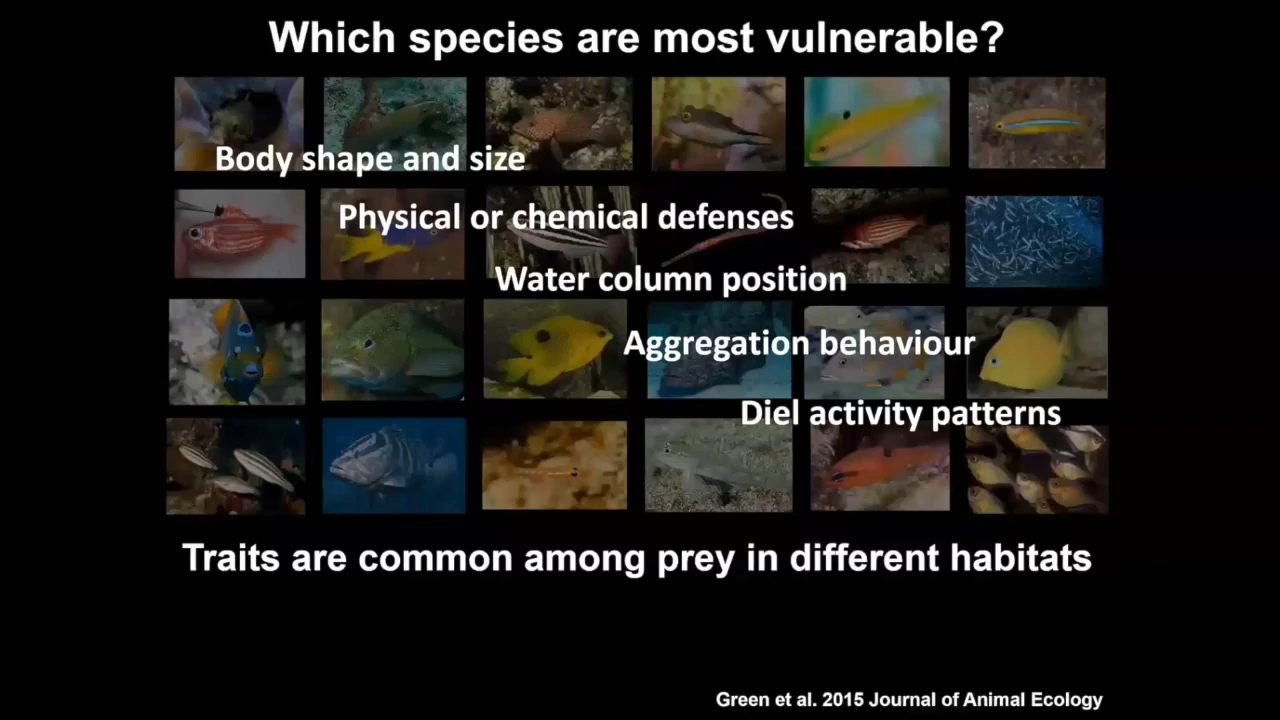 Which species are most vulnerable?
Body shape and size
Physical or chemical defenses
Water column position
Aggregation behaviour
Diel activity patterns
Traits are common among prey in different habitats
Green et al. 2015 Journal of Animal Ecology